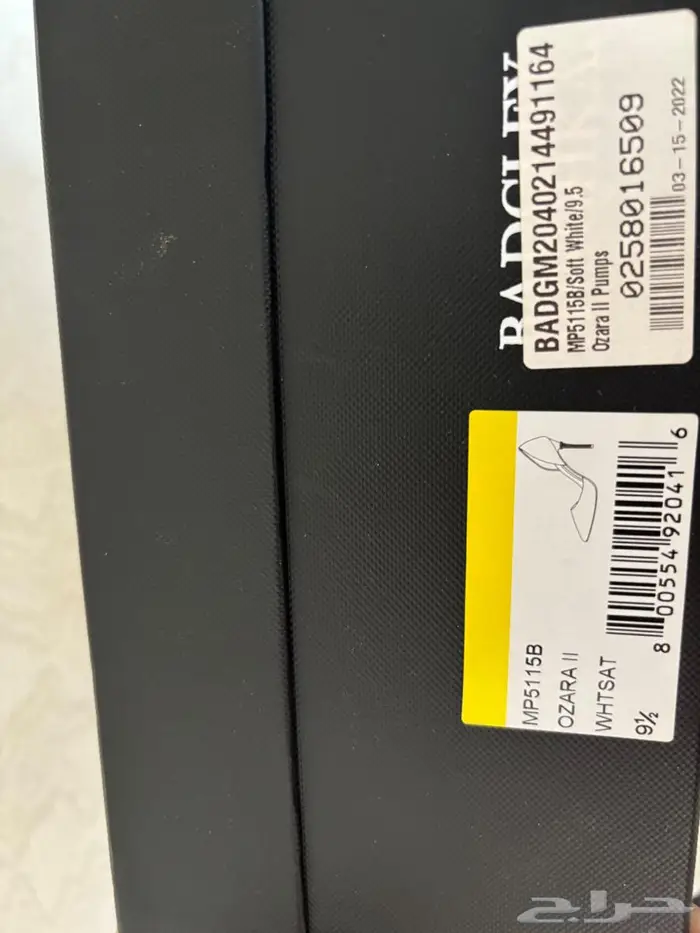 BADGLEY
BADGM2040214491164
MP5115B/Soft White/9.5
Ozara II Pumps
0258016509
03-15-2022
MP5115B
OZARA II
WHTSAT
9½
8 00554 92041 6
حراج